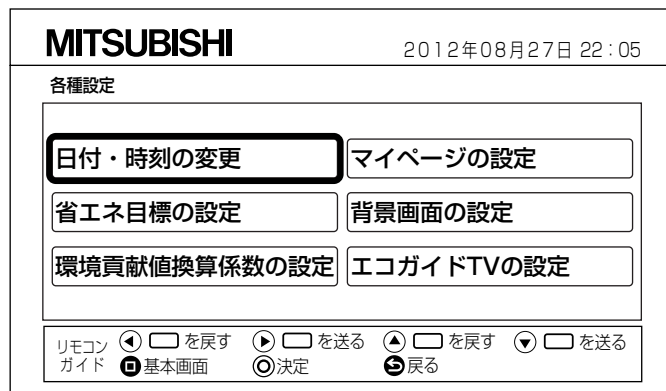 MITSUBISHI 2012年08月27日 22:05
各種設定
日付・時刻の変更 マイページの設定
省エネ目標の設定 背景画面の設定
環境貢献値換算係数の設定 エコガイドTVの設定
リモコン を戻す を送る を戻す を送る
ガイド 基本画面 決定 戻る